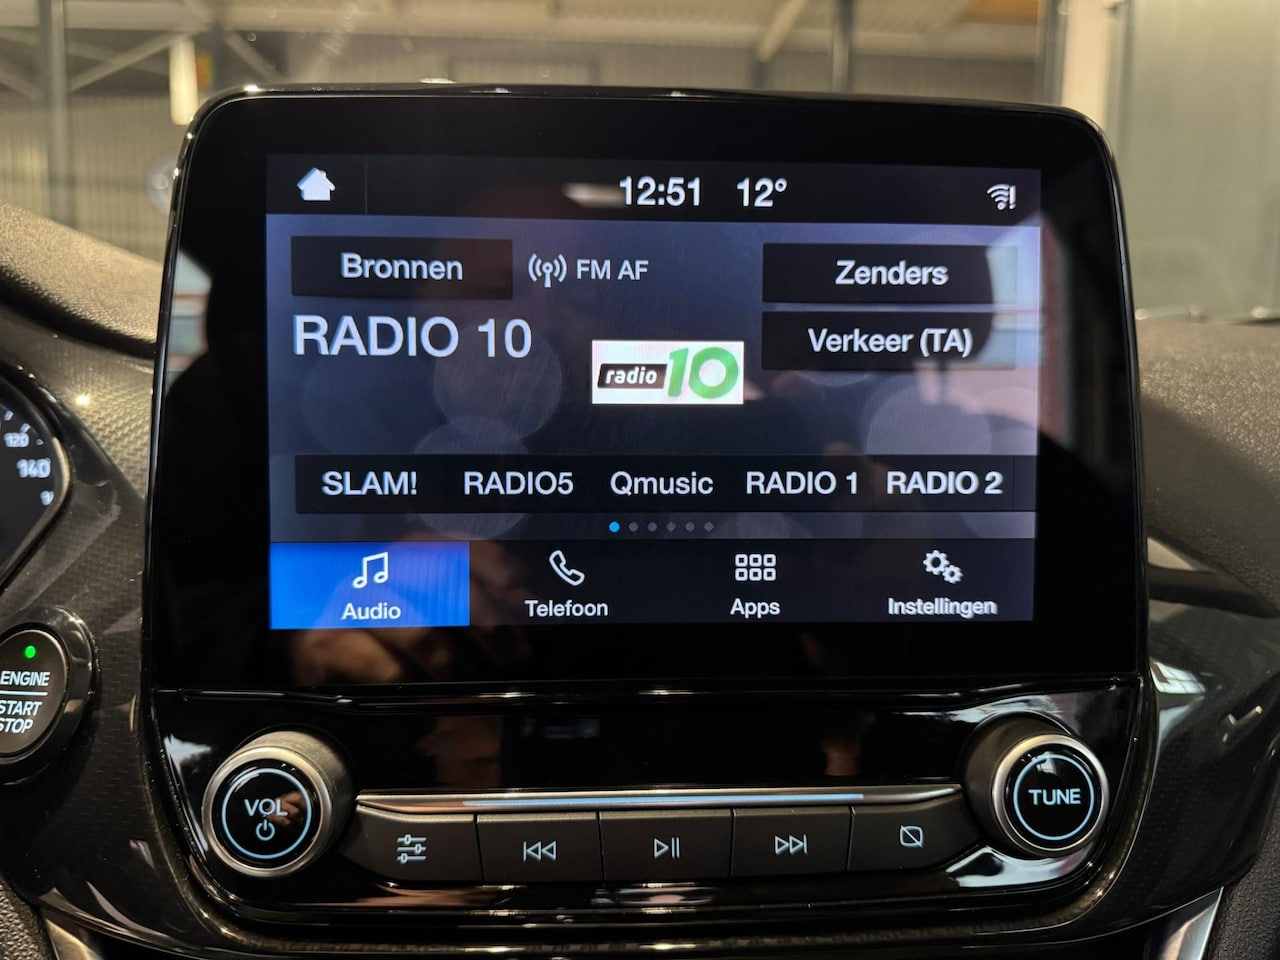 12:51 12°
Bronnen FM AF Zenders
RADIO 10
radio 10
Verkeer (TA)
SLAM! RADIO5 Qmusic RADIO 1 RADIO 2
Audio Telefoon Apps Instellingen
120
140
ENGINE
START
STOP
VOL
TUNE